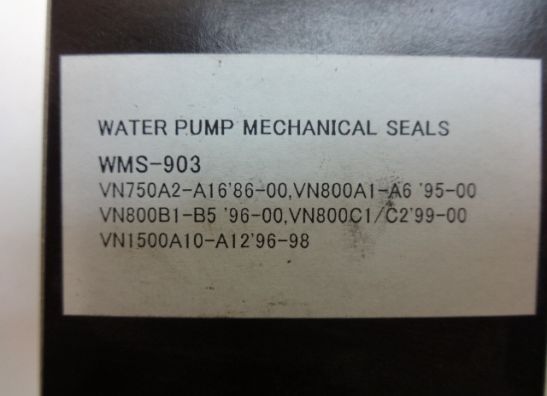 WATER PUMP MECHANICAL SEALS
WMS-903
VN750A2-A16'86-00,VN800A1-A6 '95-00
VN800B1-B5 '96-00,VN800C1/C2'99-00
VN1500A10-A12'96-98